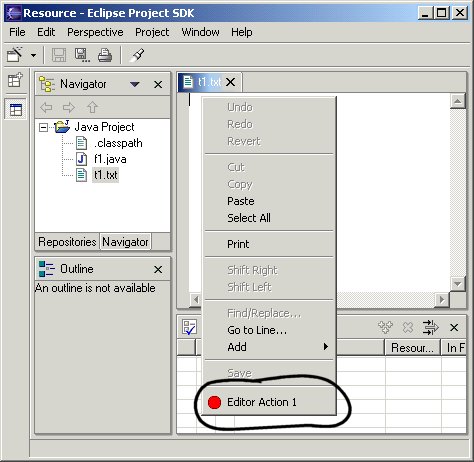 Resource - Eclipse Project SDK
File Edit Perspective Project Window Help
Navigator
Java Project
.classpath
f1.java
t1.txt
Repositories Navigator
Outline
An outline is not available
t1.txt
Undo
Redo
Revert
Cut
Copy
Paste
Select All
Print
Shift Right
Shift Left
Find/Replace...
Go to Line...
Add
Save
Editor Action 1
Resour... In F